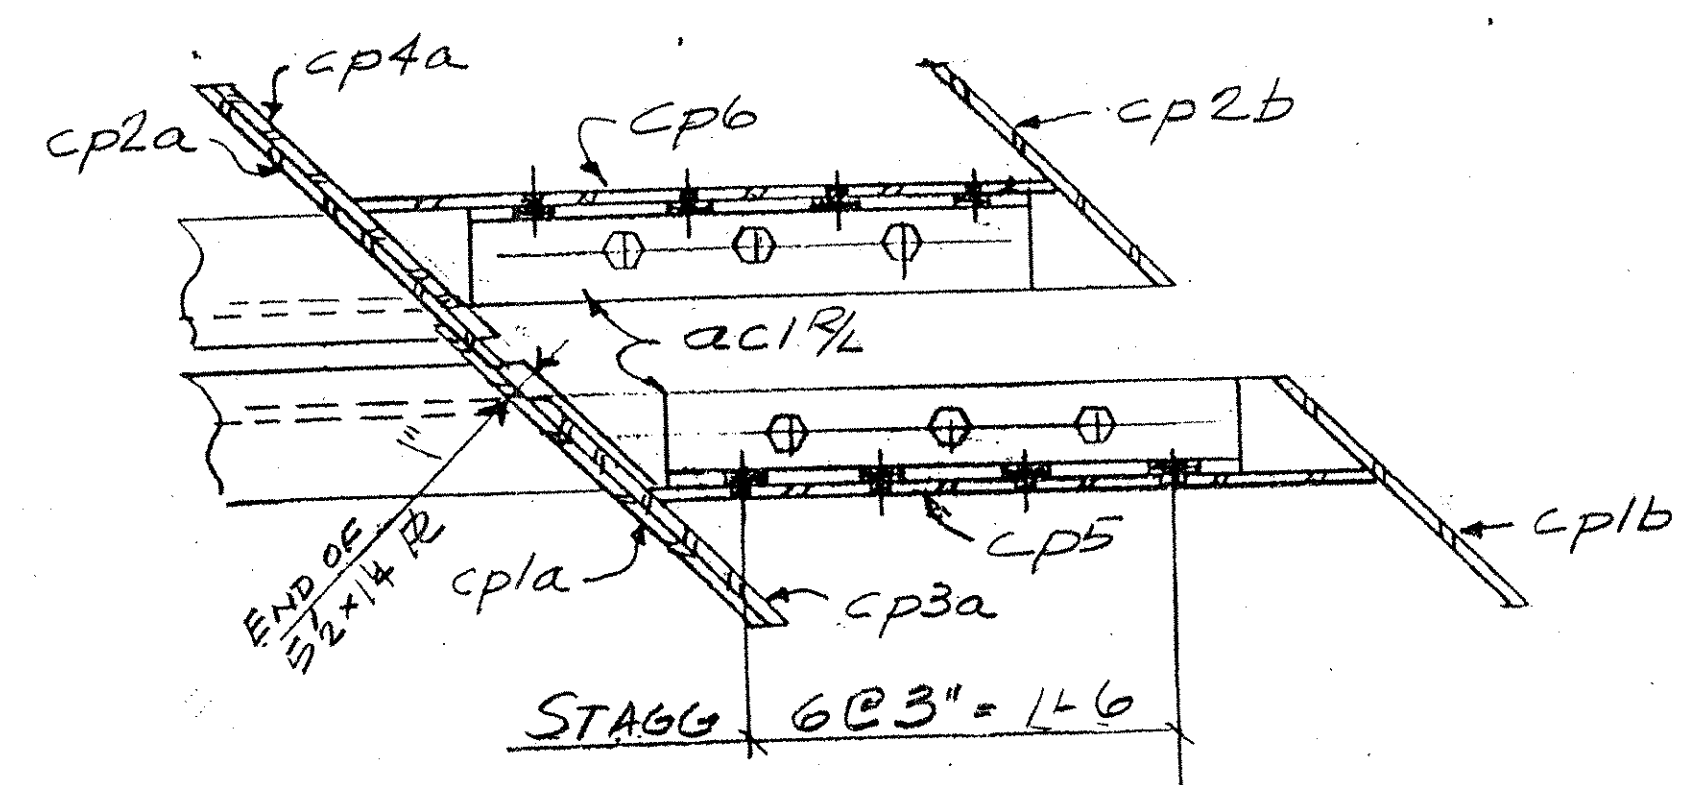 cp4a
cp2a
cp6
cp2b
ac1 R/L
1"
END OF
5 1/2 x 1/4 PL
cp1a
cp3a
cp5
cp1b
STAGG 6@3" = 1'-6